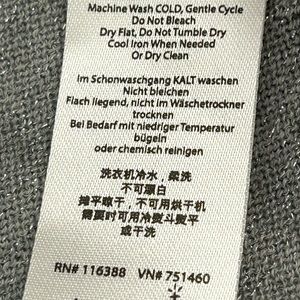 Machine Wash COLD, Gentle Cycle
Do Not Bleach
Dry Flat, Do Not Tumble Dry
Cool Iron When Needed
Or Dry Clean
Im Schonwaschgang KALT waschen
Nicht bleichen
Flach liegend, nicht im Wäschetrockner
trocknen
Bei Bedarf mit niedriger Temperatur
bügeln
oder chemisch reinigen
洗衣机冷水，柔洗
不可漂白
摊平晾干，不可用烘干机
需要时可用冷熨斗熨平
或干洗
RN# 116388 VN# 751460